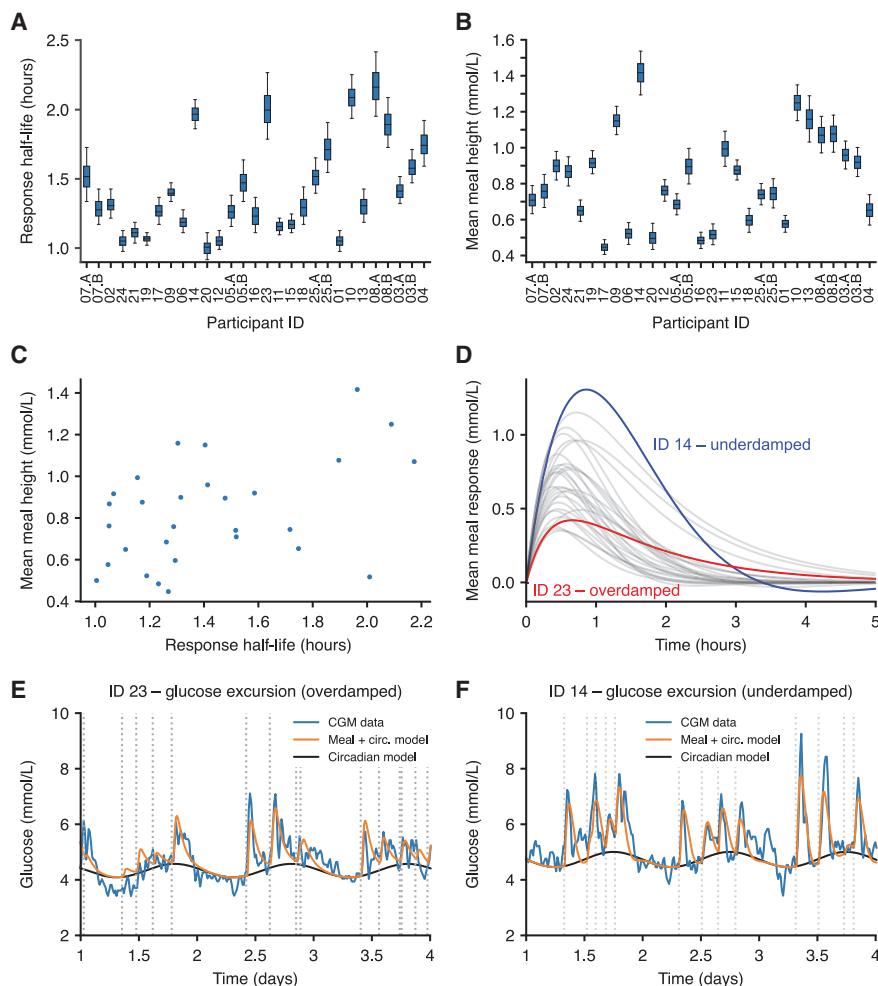 A
Response half-life (hours)
2.5
2.0
1.5
1.0
07.A 07.B 02 24 21 19 17 09 06 14 20 12 05.A 05.B 16 23 11 15 18 25.A 25.B 01 10 13 08.A 08.B 03.A 03.B 04
Participant ID
B
Mean meal height (mmol/L)
1.6
1.4
1.2
1.0
0.8
0.6
0.4
07.A 07.B 02 24 21 19 17 09 14 06 20 12 05.A 05.B 16 23 11 15 18 25.A 25.B 01 10 13 08.A 08.B 03.A 03.B 04
Participant ID
C
Mean meal height (mmol/L)
1.4
1.2
1.0
0.8
0.6
0.4
1.0 1.2 1.4 1.6 1.8 2.0 2.2
Response half-life (hours)
D
Mean meal response (mmol/L)
1.0
0.5
0.0
ID 14 – underdamped
ID 23 – overdamped
0 1 2 3 4 5
Time (hours)
E
ID 23 – glucose excursion (overdamped)
Glucose (mmol/L)
10
8
6
4
2
CGM data
Meal + circ. model
Circadian model
1 1.5 2 2.5 3 3.5 4
Time (days)
F
ID 14 – glucose excursion (underdamped)
Glucose (mmol/L)
10
8
6
4
2
CGM data
Meal + circ. model
Circadian model
1 1.5 2 2.5 3 3.5 4
Time (days)